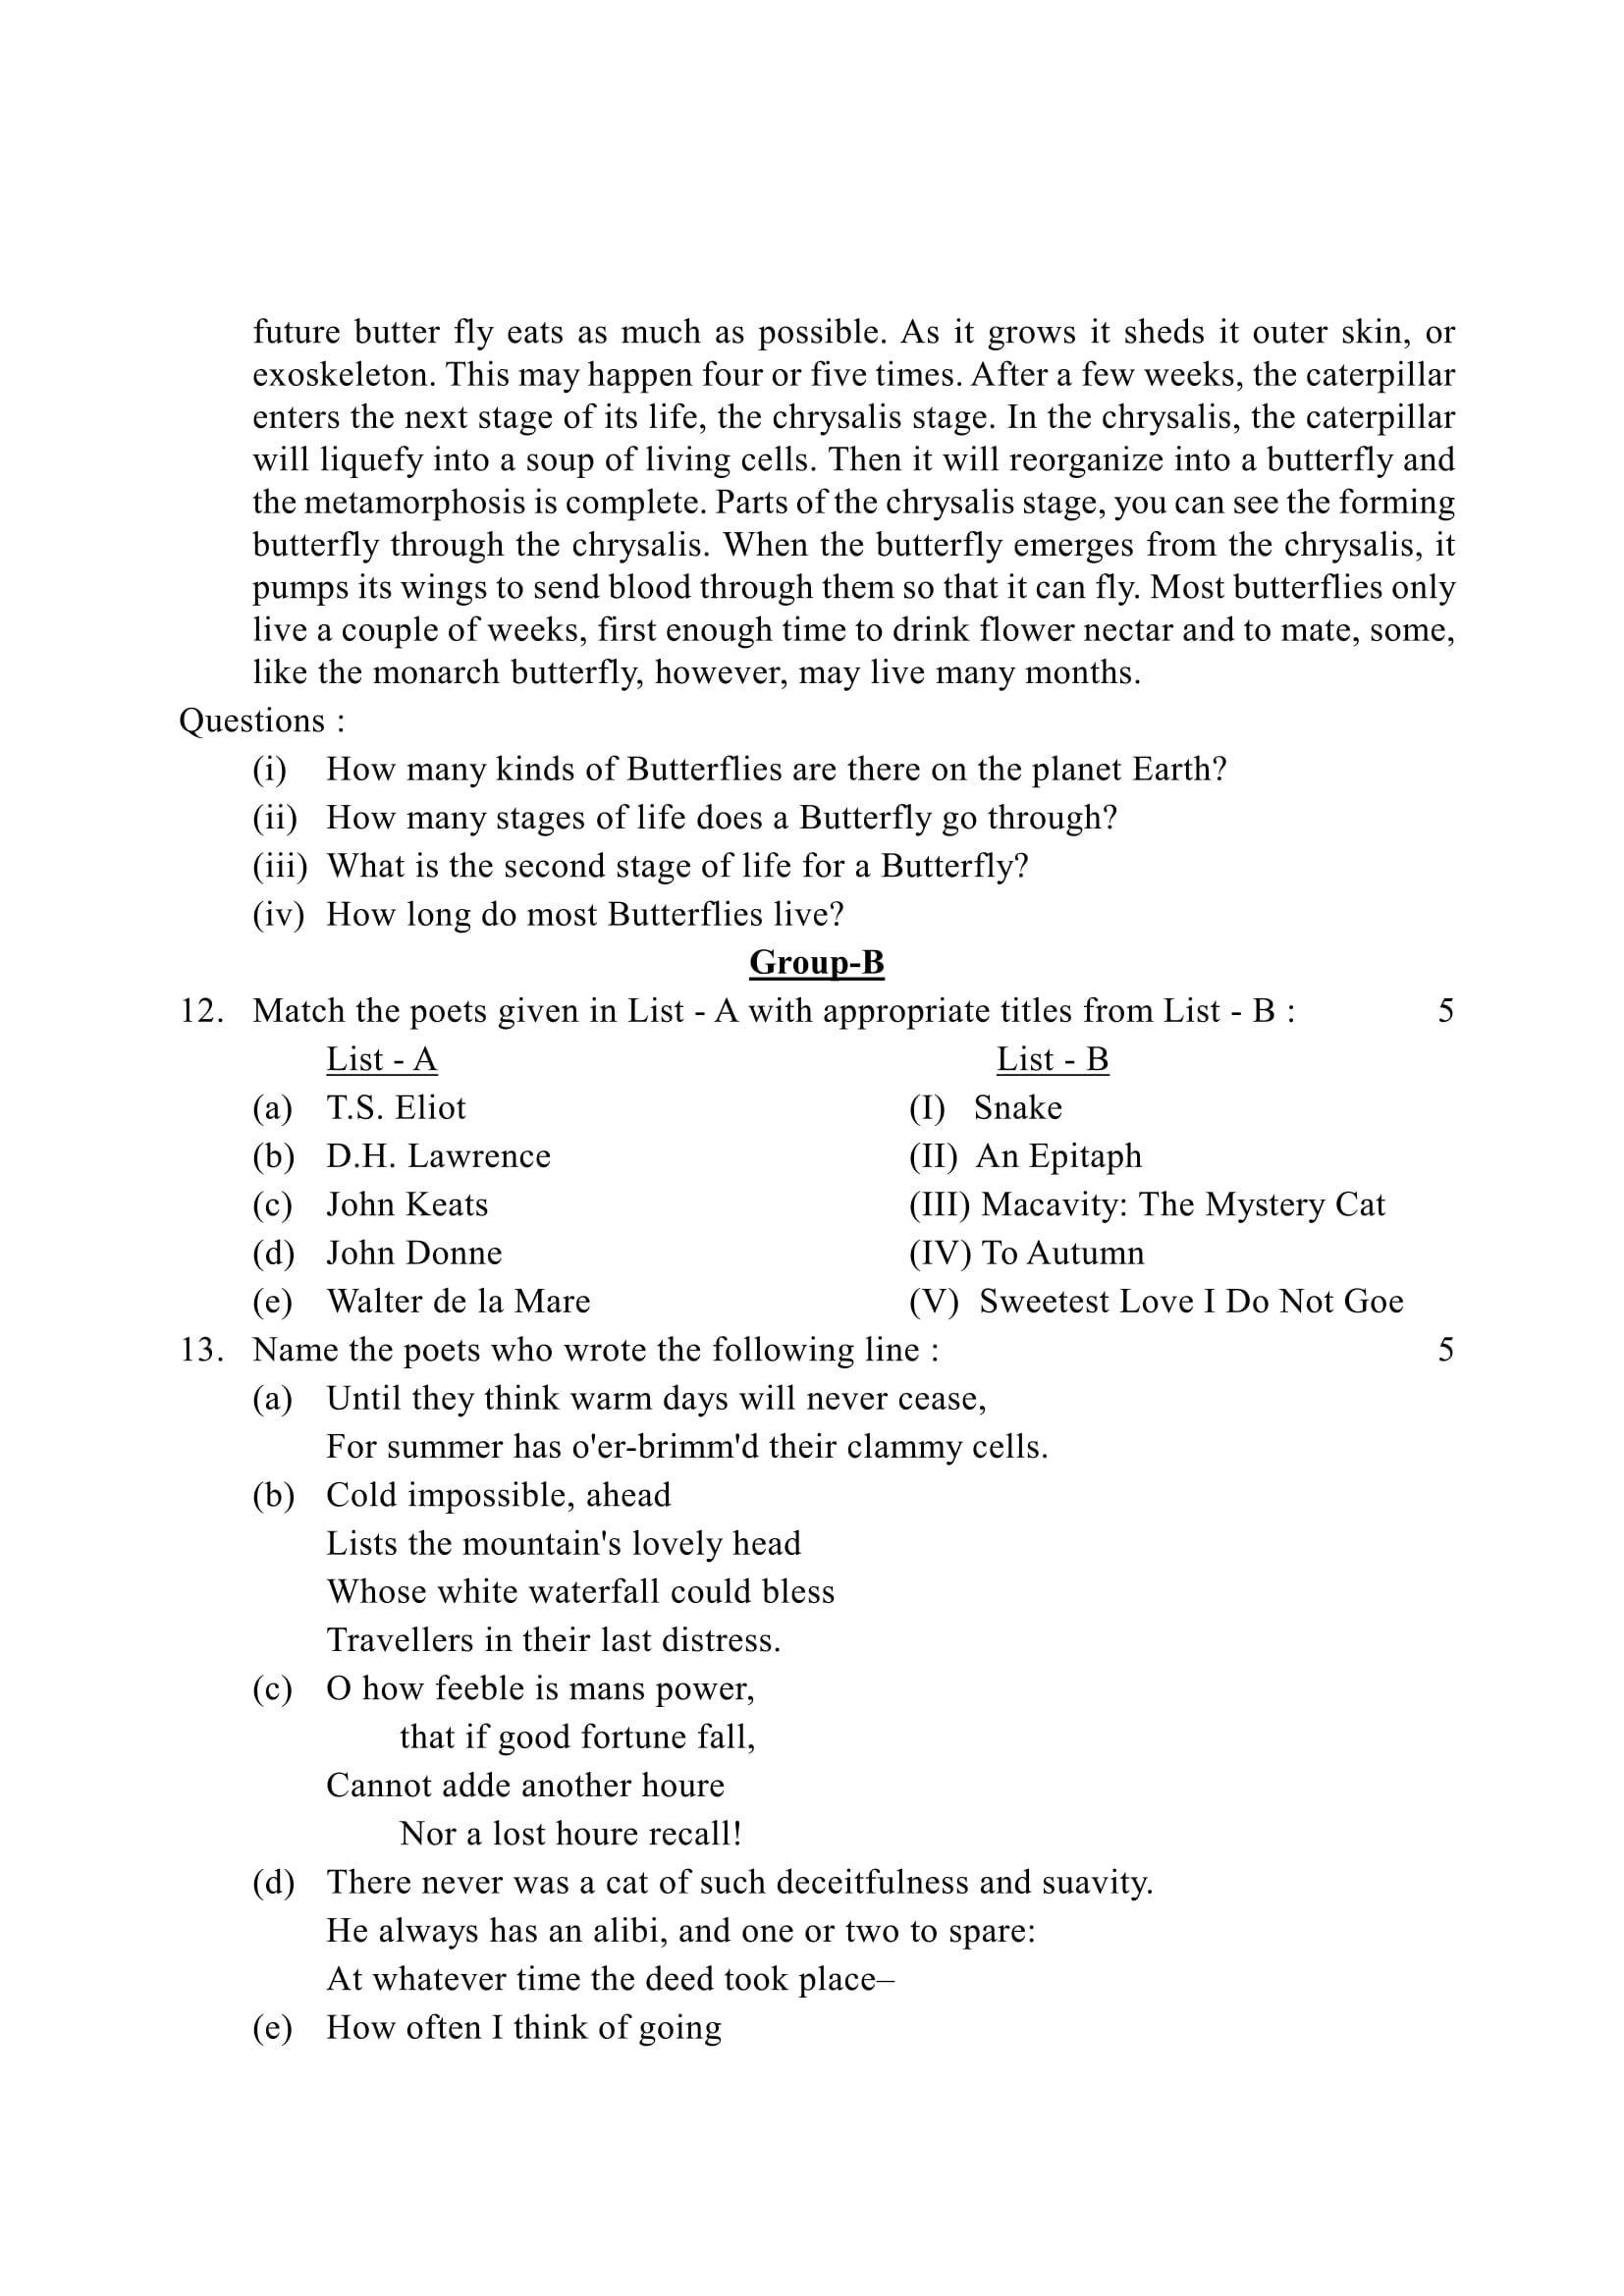 future butter fly eats as much as possible. As it grows it sheds it outer skin, or
exoskeleton. This may happen four or five times. After a few weeks, the caterpillar
enters the next stage of its life, the chrysalis stage. In the chrysalis, the caterpillar
will liquefy into a soup of living cells. Then it will reorganize into a butterfly and
the metamorphosis is complete. Parts of the chrysalis stage, you can see the forming
butterfly through the chrysalis. When the butterfly emerges from the chrysalis, it
pumps its wings to send blood through them so that it can fly. Most butterflies only
live a couple of weeks, first enough time to drink flower nectar and to mate, some,
like the monarch butterfly, however, may live many months.
Questions :
(i) How many kinds of Butterflies are there on the planet Earth?
(ii) How many stages of life does a Butterfly go through?
(iii) What is the second stage of life for a Butterfly?
(iv) How long do most Butterflies live?
Group-B
12. Match the poets given in List - A with appropriate titles from List - B : 5
List - A List - B
(a) T.S. Eliot (I) Snake
(b) D.H. Lawrence (II) An Epitaph
(c) John Keats (III) Macavity: The Mystery Cat
(d) John Donne (IV) To Autumn
(e) Walter de la Mare (V) Sweetest Love I Do Not Goe
13. Name the poets who wrote the following line : 5
(a) Until they think warm days will never cease,
For summer has o'er-brimm'd their clammy cells.
(b) Cold impossible, ahead
Lists the mountain's lovely head
Whose white waterfall could bless
Travellers in their last distress.
(c) O how feeble is mans power,
that if good fortune fall,
Cannot adde another houre
Nor a lost houre recall!
(d) There never was a cat of such deceitfulness and suavity.
He always has an alibi, and one or two to spare:
At whatever time the deed took place–
(e) How often I think of going